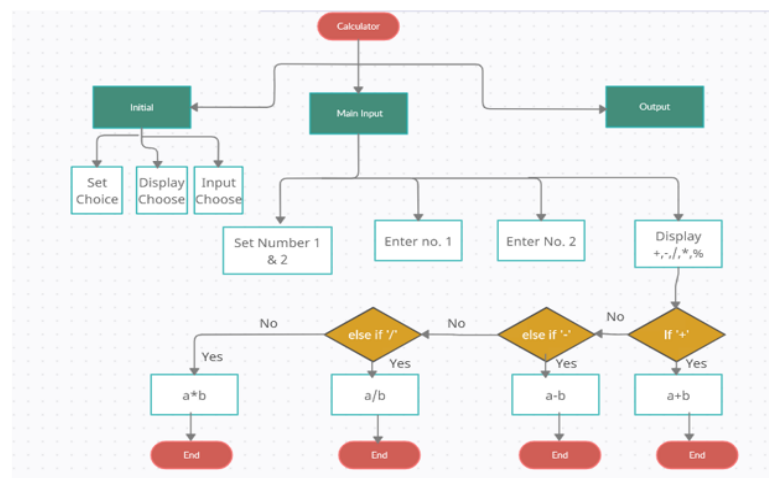 Calculator
Initial
Main Input
Output
Set
Choice
Display
Choose
Input
Choose
Set Number 1
& 2
Enter no. 1
Enter No. 2
Display
+,-,/,*,%
No
No
No
else if '/'
else if '-'
If '+'
Yes
Yes
Yes
Yes
a*b
a/b
a-b
a+b
End
End
End
End